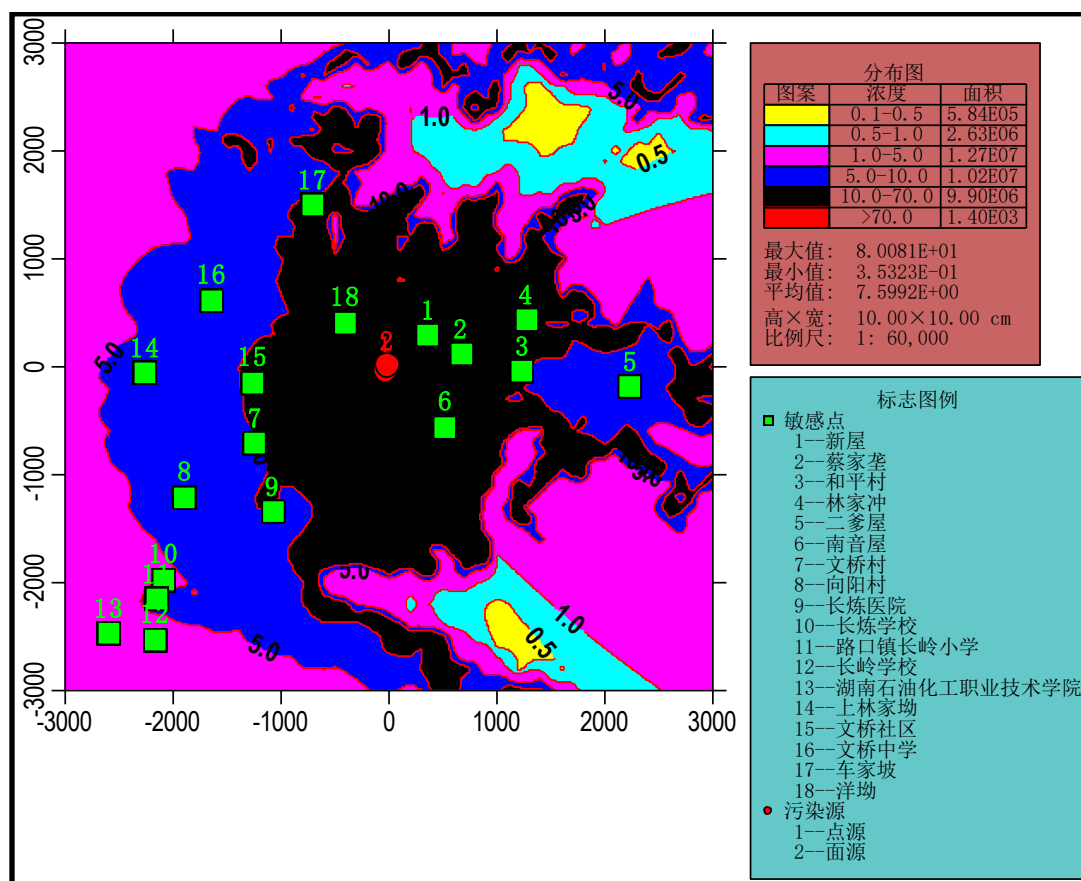 3000
2000
1000
0
-1000
-2000
-3000
-3000 -2000 -1000 0 1000 2000 3000
5.0
1.0
0.5
17
10.0
16
18
1
4
2
2
3
5
14
15
7
6
5.0
8
9
10
5.0
1.0
13
12
5.0
0.5
分布图
图案 浓度 面积
0.1-0.5 5.84E05
0.5-1.0 2.63E06
1.0-5.0 1.27E07
5.0-10.0 1.02E07
10.0-70.0 9.90E06
>70.0 1.40E03
最大值: 8.0081E+01
最小值: 3.5323E-01
平均值: 7.5992E+00
高×宽: 10.00×10.00 cm
比例尺: 1: 60,000
标志图例
敏感点
1--新屋
2--蔡家垄
3--和平村
4--林家冲
5--二爹屋
6--南音屋
7--文桥村
8--向阳村
9--长炼医院
10--长炼学校
11--路口镇长岭小学
12--长岭学校
13--湖南石油化工职业技术学院
14--上林家坳
15--文桥社区
16--文桥中学
17--车家坡
18--洋坳
污染源
1--点源
2--面源